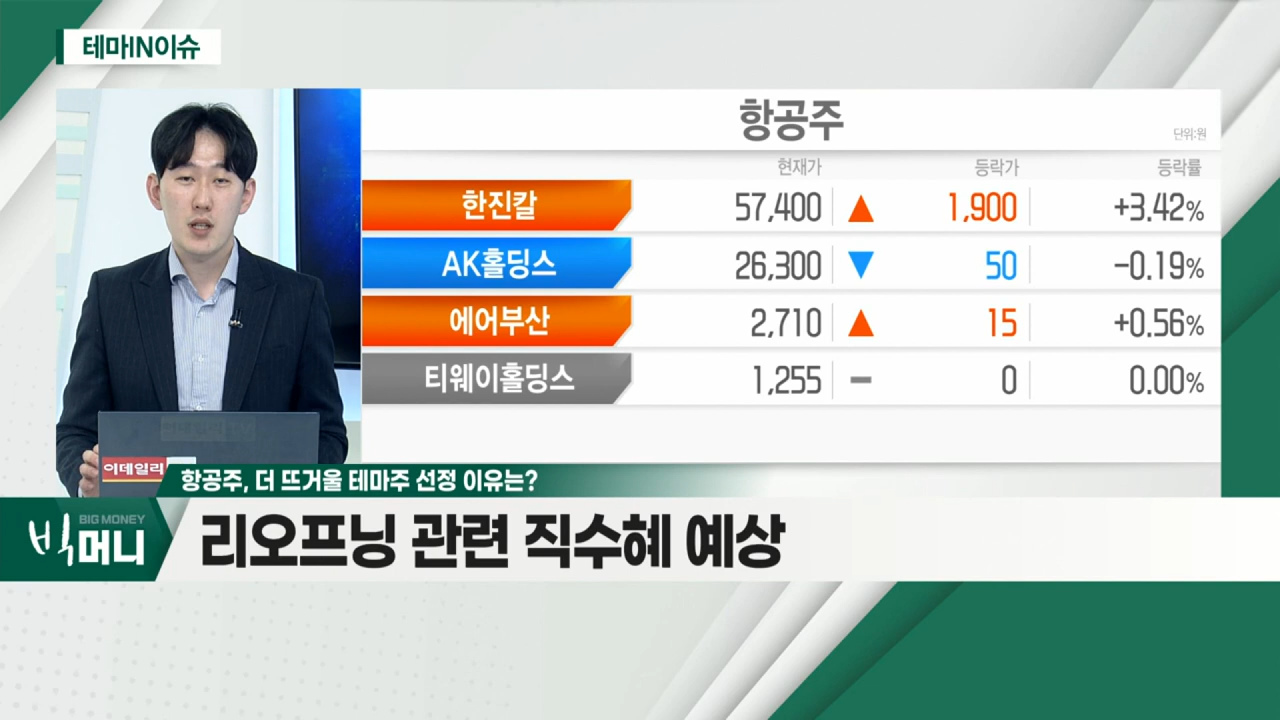 테마IN이슈
항공주
단위:원
현재가 등락가 등락률
한진칼 57,400 ▲ 1,900 +3.42%
AK홀딩스 26,300 ▼ 50 -0.19%
에어부산 2,710 ▲ 15 +0.56%
티웨이홀딩스 1,255 - 0 0.00%
이데일리
항공주, 더 뜨거울 테마주 선정 이유는?
BIG MONEY
빅머니
리오프닝 관련 직수혜 예상